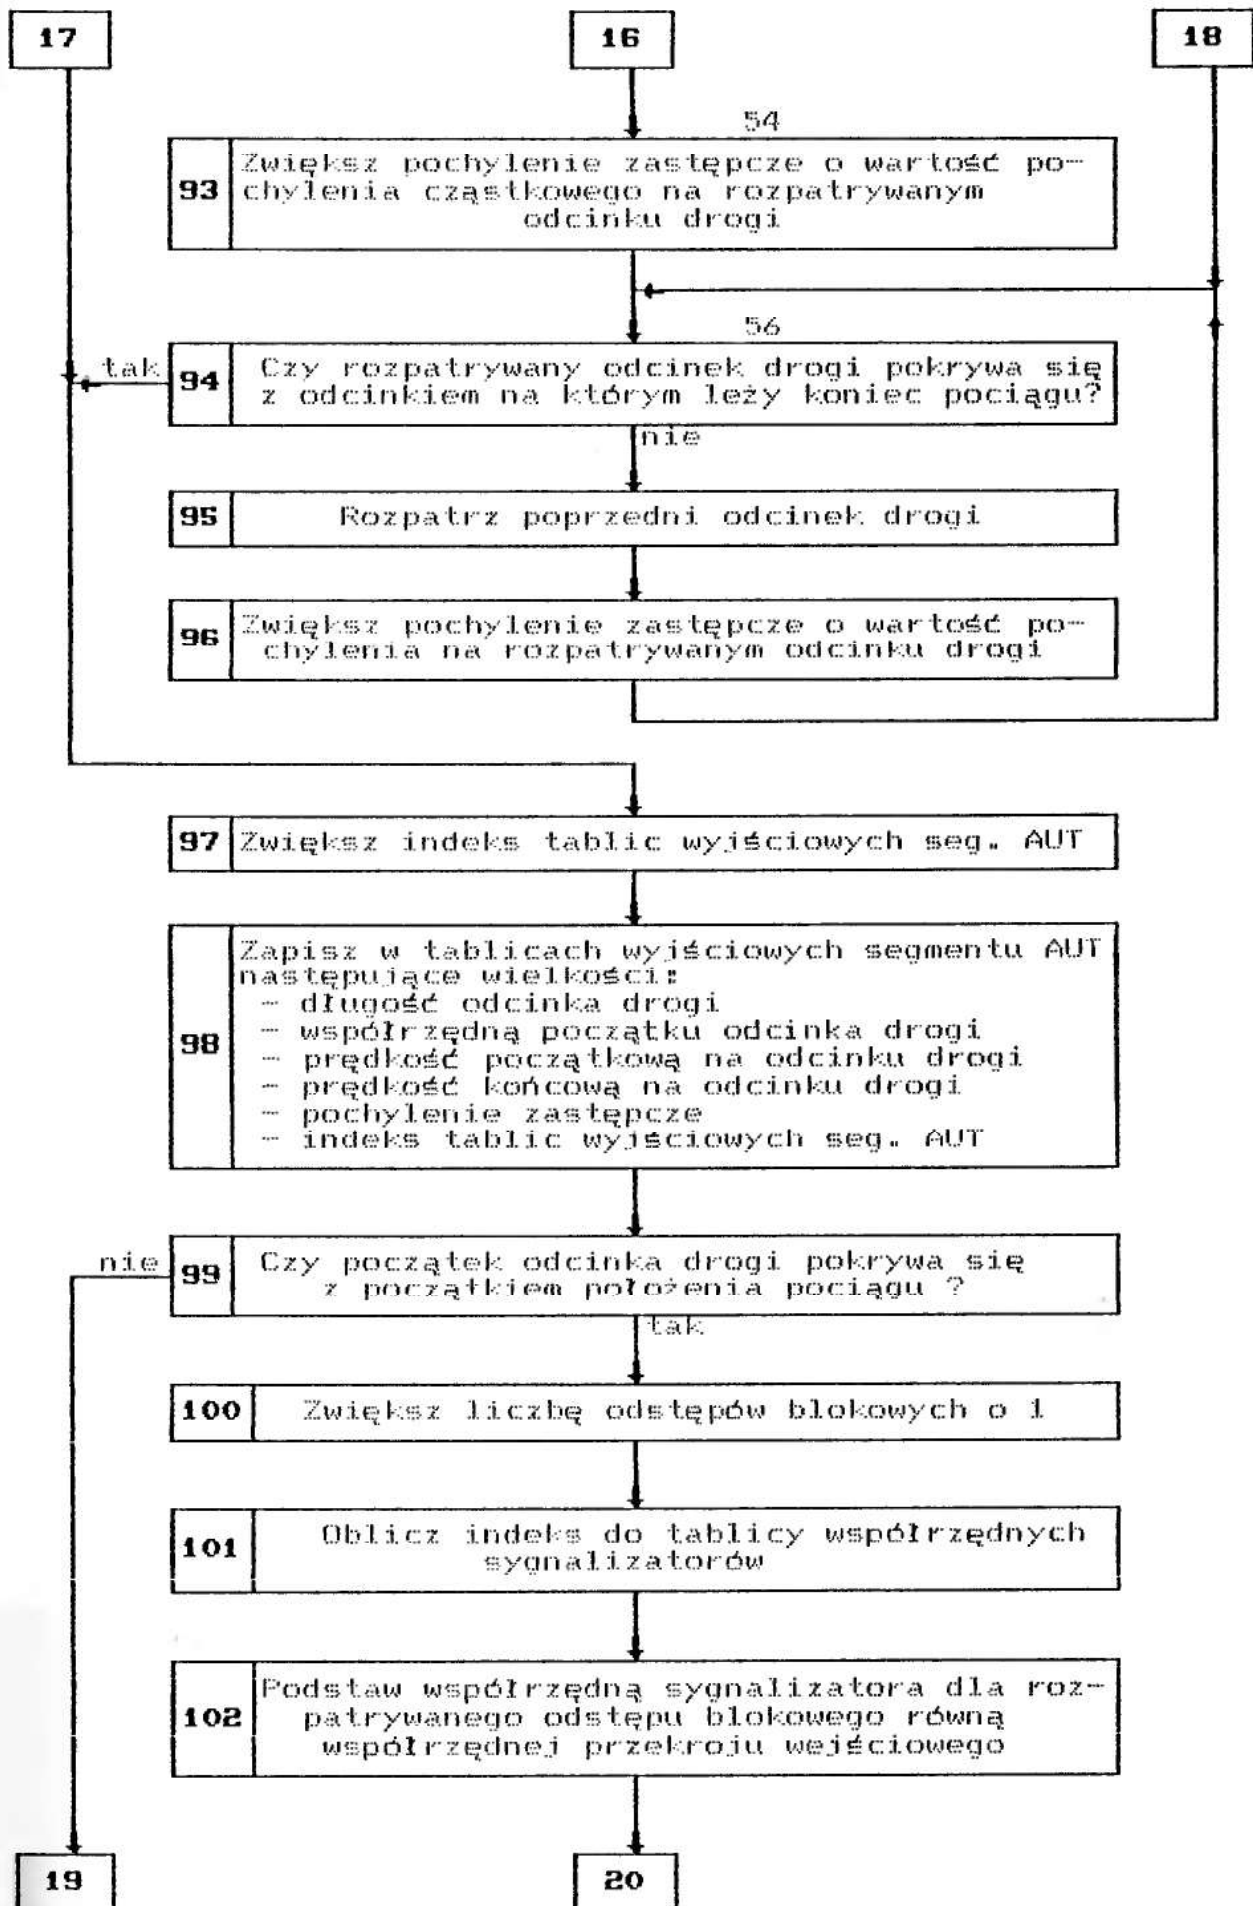 17
16
18
54
93
Zwiększ pochylenie zastępcze o wartość po-
chylenia cząstkowego na rozpatrywanym
odcinku drogi
56
tak
94
Czy rozpatrywany odcinek drogi pokrywa się
z odcinkiem na którym leży koniec pociągu?
nie
95
Rozpatrz poprzedni odcinek drogi
96
Zwiększ pochylenie zastępcze o wartość po-
chylenia na rozpatrywanym odcinku drogi
97
Zwiększ indeks tablic wyjściowych seg. AUT
98
Zapisz w tablicach wyjściowych segmentu AUT
następujące wielkości:
- długość odcinka drogi
- współrzędną początku odcinka drogi
- prędkość początkową na odcinku drogi
- prędkość końcową na odcinku drogi
- pochylenie zastępcze
- indeks tablic wyjściowych seg. AUT
nie
99
Czy początek odcinka drogi pokrywa się
z początkiem położenia pociągu ?
tak
100
Zwiększ liczbę odstępów blokowych o 1
101
Oblicz indeks do tablicy współrzędnych
sygnalizatorów
102
Podstaw współrzędną sygnalizatora dla roz-
patrywanego odstępu blokowego równą
współrzędnej przekroju wejściowego
19
20